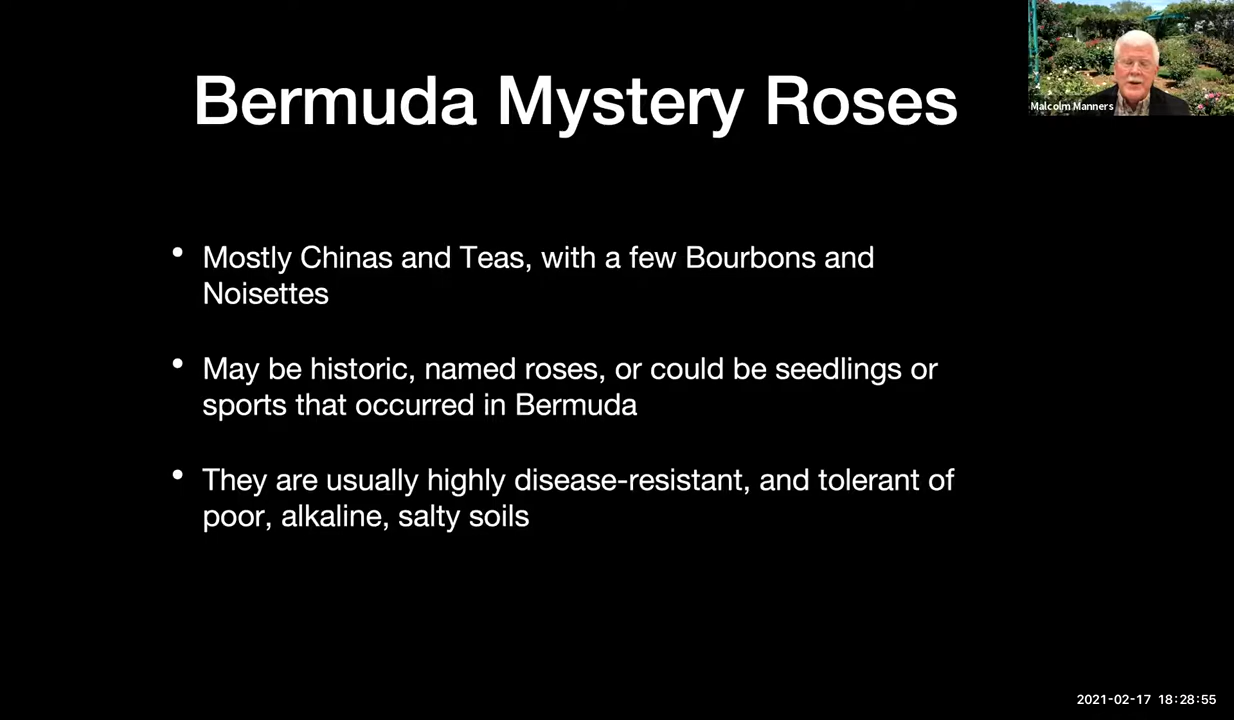 Bermuda Mystery Roses
Malcolm Manners
• Mostly Chinas and Teas, with a few Bourbons and
Noisettes
• May be historic, named roses, or could be seedlings or
sports that occurred in Bermuda
• They are usually highly disease-resistant, and tolerant of
poor, alkaline, salty soils
2021-02-17 18:28:55